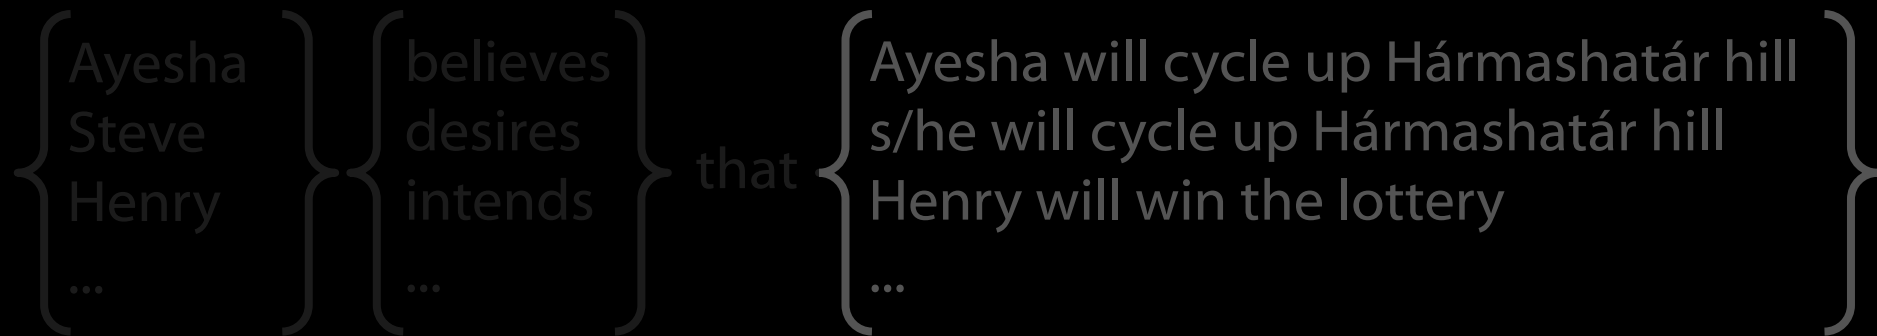 Ayesha
Steve
Henry
...
believes
desires
intends
...
that
Ayesha will cycle up Hármashatár hill
s/he will cycle up Hármashatár hill
Henry will win the lottery
...